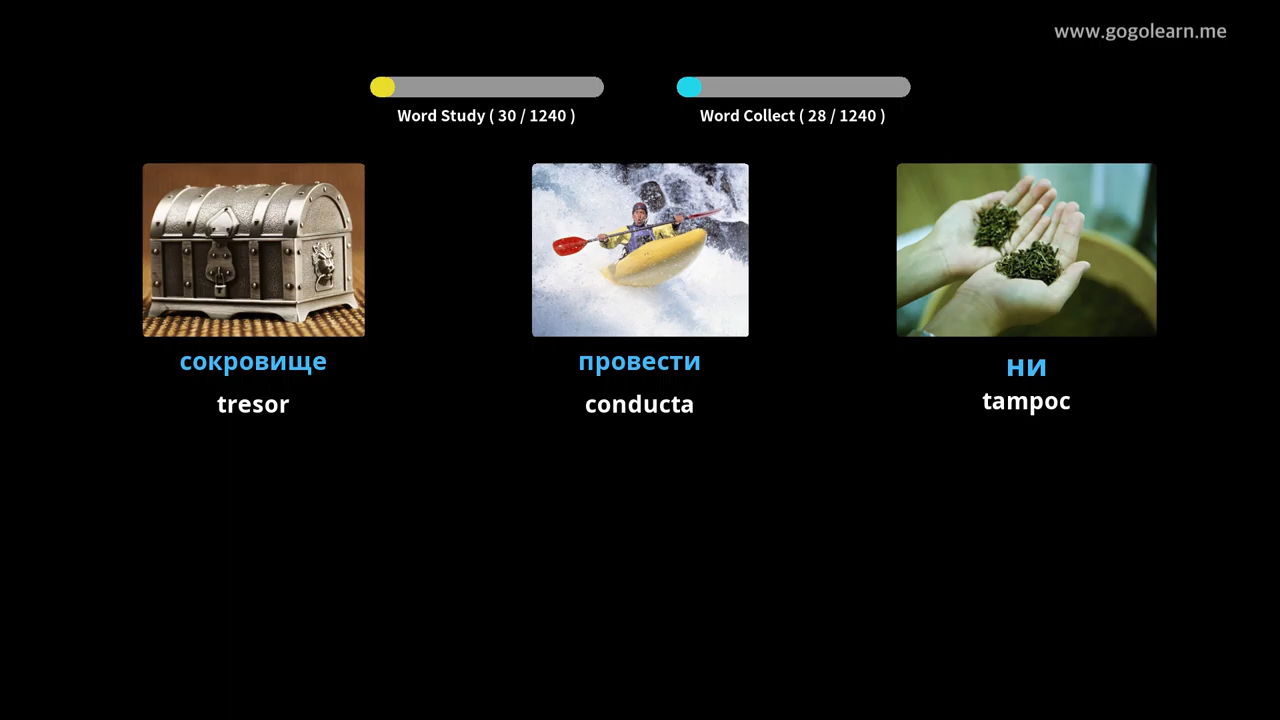 www.gogolearn.me
Word Study ( 30 / 1240 )
Word Collect ( 28 / 1240 )
сокровище
tresor
провести
conducta
ни
tampoc